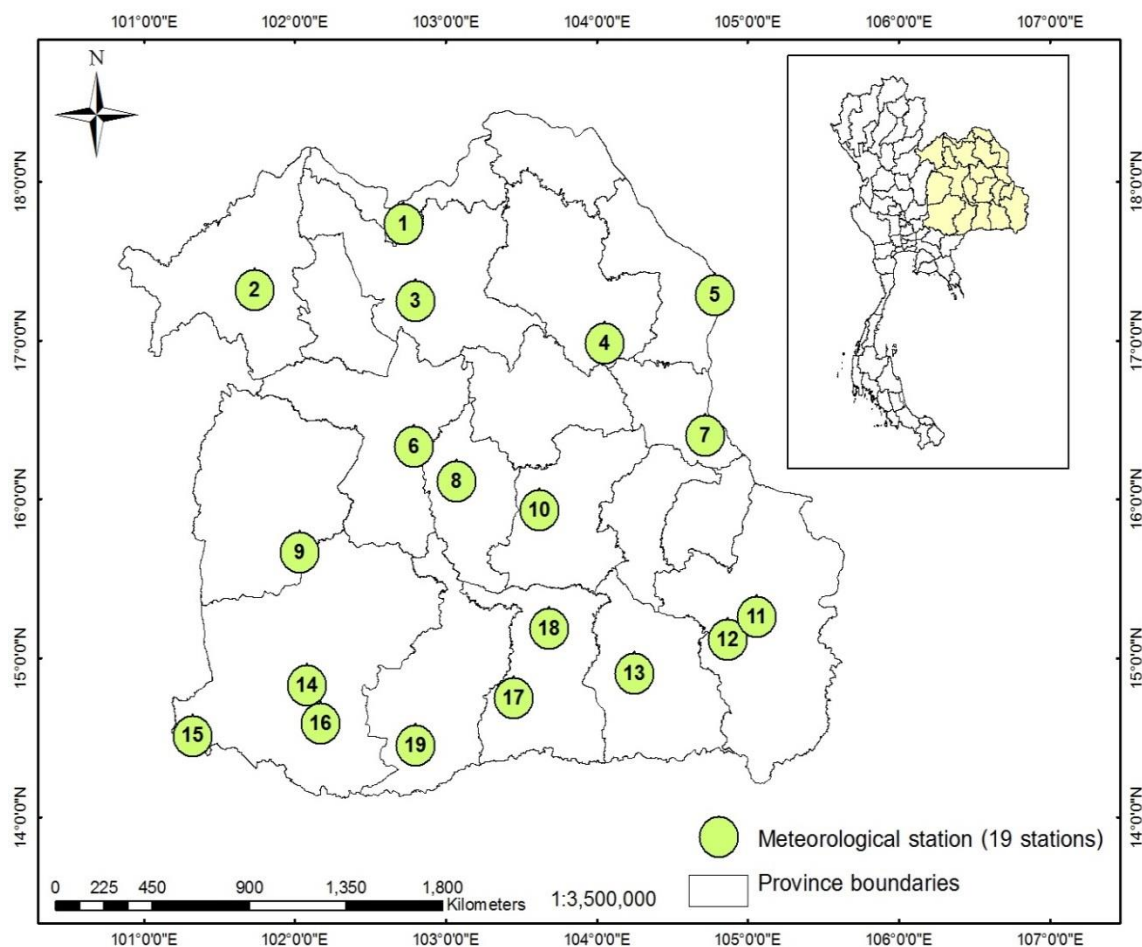 101°0'0"E 102°0'0"E 103°0'0"E 104°0'0"E 105°0'0"E 106°0'0"E 107°0'0"E
N
18°0'0"N 18°0'0"N
1
2
3
5
4
17°0'0"N 17°0'0"N
7
6
8
16°0'0"N 16°0'0"N
10
9
11
18
12
15°0'0"N 15°0'0"N
13
14
17
16
15
19
14°0'0"N 14°0'0"N
Meteorological station (19 stations)
Province boundaries
0 225 450 900 1,350 1,800
Kilometers
1:3,500,000
101°0'0"E 102°0'0"E 103°0'0"E 104°0'0"E 105°0'0"E 106°0'0"E 107°0'0"E